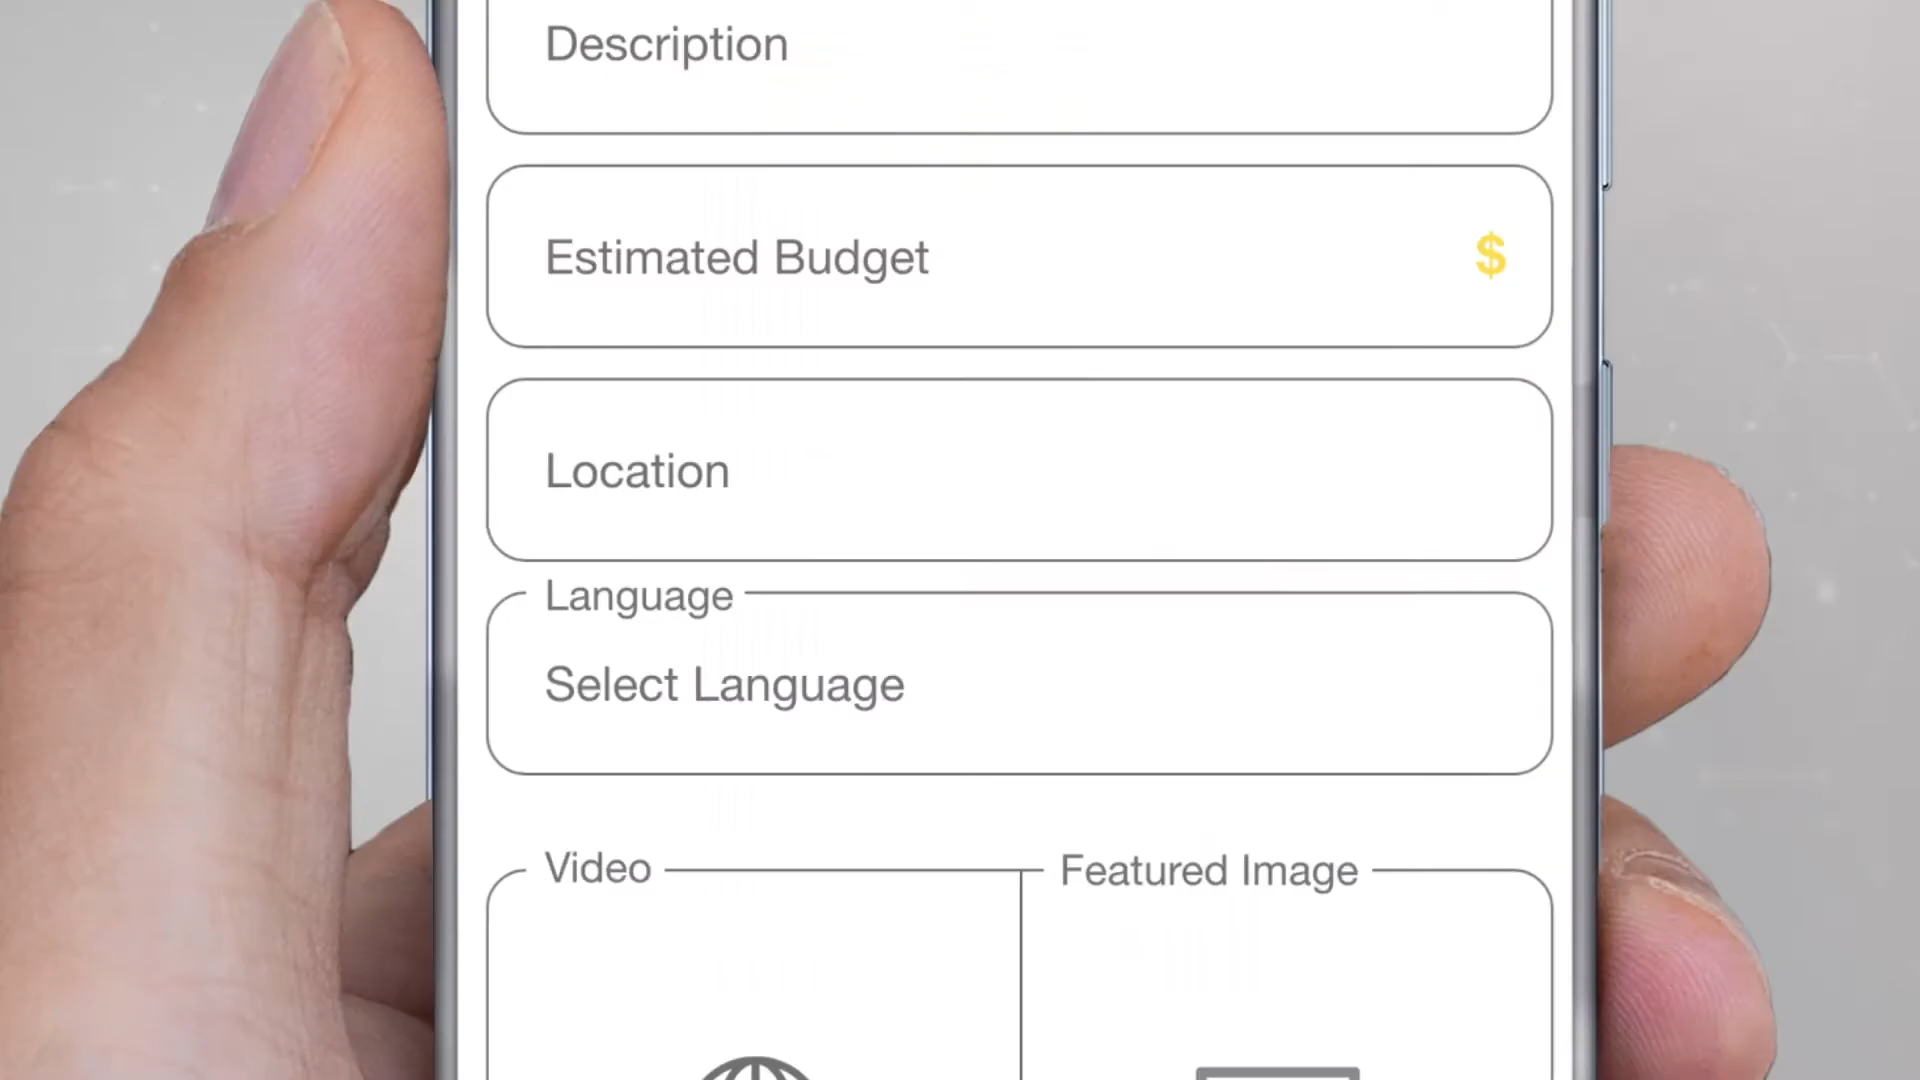 Description
Estimated Budget $
Location
Language
Select Language
Video Featured Image